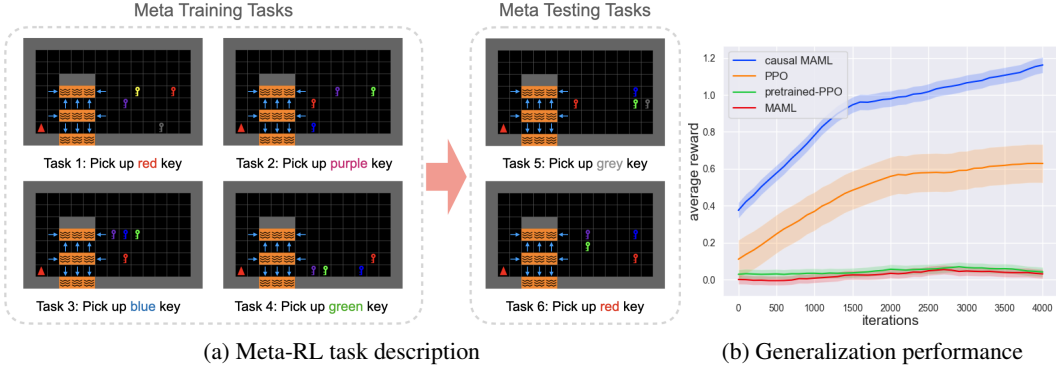 Meta Training Tasks
Meta Testing Tasks
Task 1: Pick up red key
Task 2: Pick up purple key
Task 5: Pick up grey key
Task 3: Pick up blue key
Task 4: Pick up green key
Task 6: Pick up red key
causal MAML
PPO
pretrained-PPO
MAML
average reward
1.2
1.0
0.8
0.6
0.4
0.2
0.0
0 500 1000 1500 2000 2500 3000 3500 4000
iterations
(a) Meta-RL task description
(b) Generalization performance